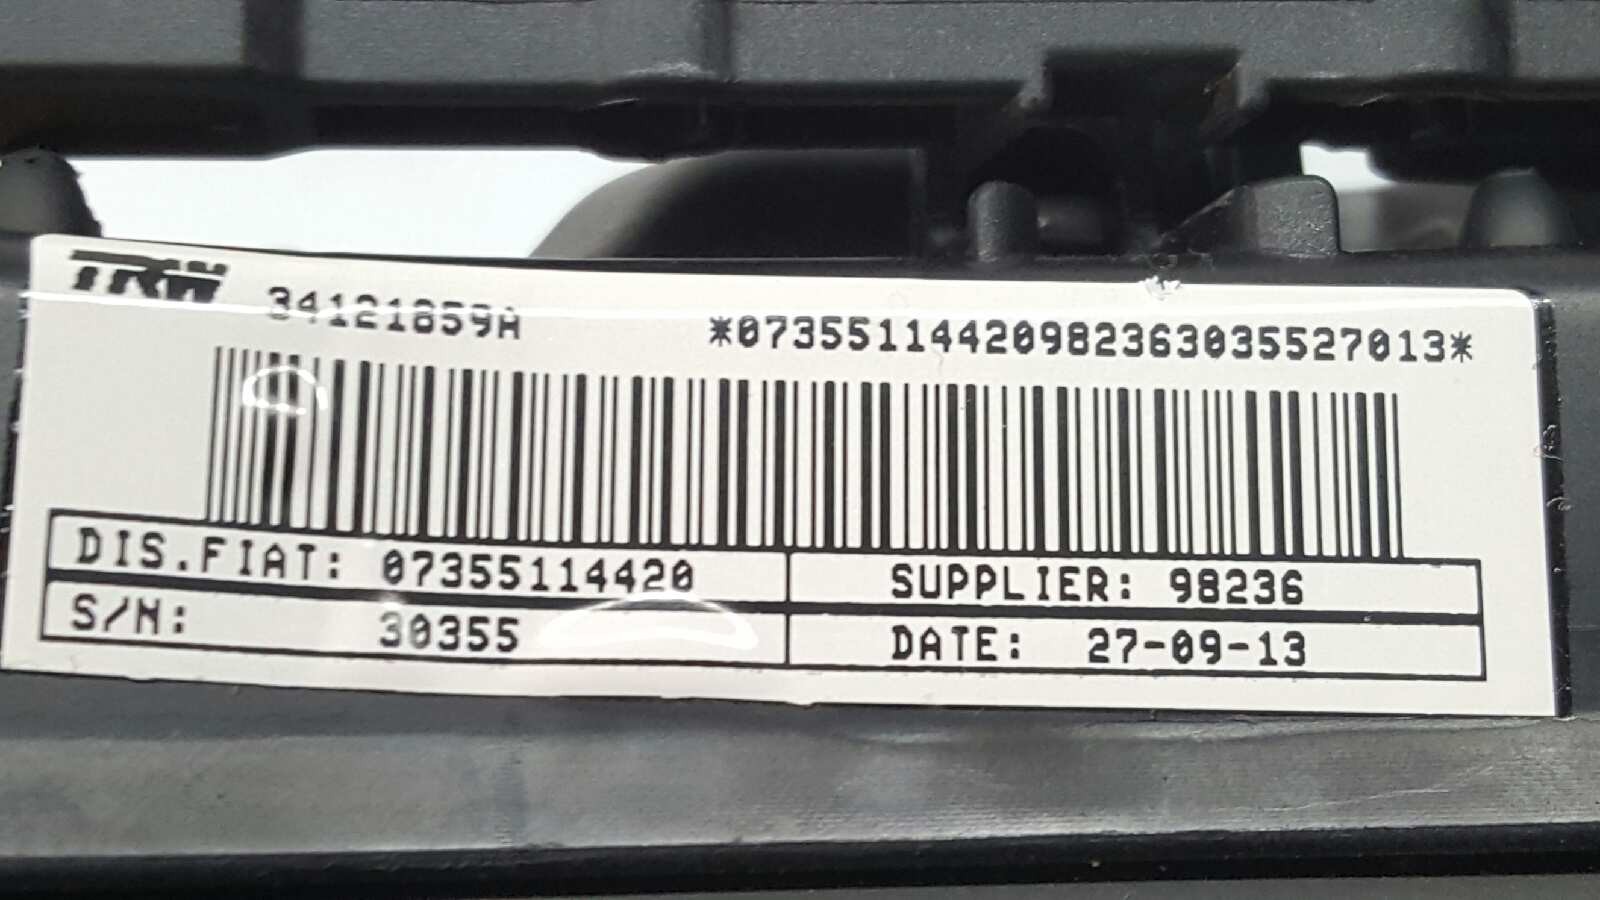 TRW 34121859A *07355114420982363035527013*
DIS.FIAT: 07355114420 SUPPLIER: 98236
S/N: 30355 DATE: 27-09-13